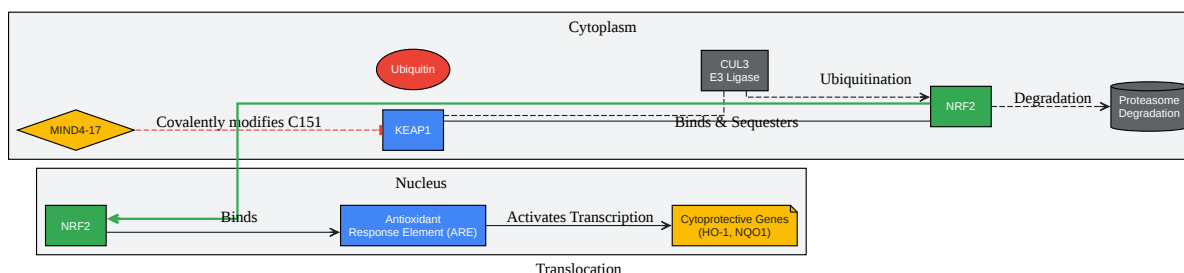 Cytoplasm
Ubiquitin
CUL3
E3 Ligase
Ubiquitination
MIND4-17
Covalently modifies C151
KEAP1
Binds & Sequesters
NRF2
Degradation
Proteasome
Degradation
Nucleus
NRF2
Binds
Antioxidant
Response Element (ARE)
Activates Transcription
Cytoprotective Genes
(HO-1, NQO1)
Translocation